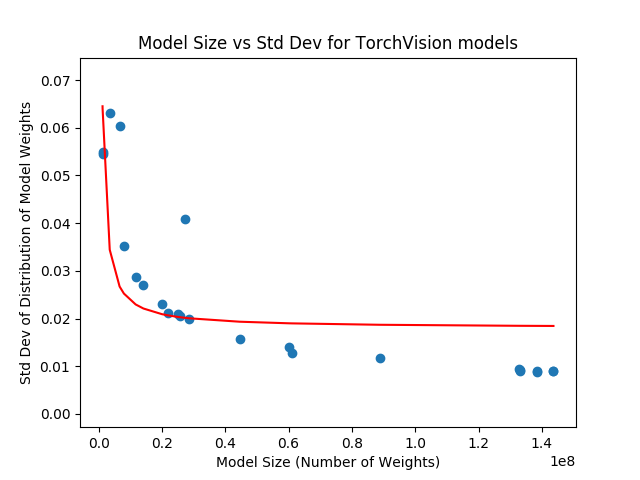 Model Size vs Std Dev for TorchVision models
Std Dev of Distribution of Model Weights
0.07
0.06
0.05
0.04
0.03
0.02
0.01
0.00
0.0 0.2 0.4 0.6 0.8 1.0 1.2 1.4
1e8
Model Size (Number of Weights)